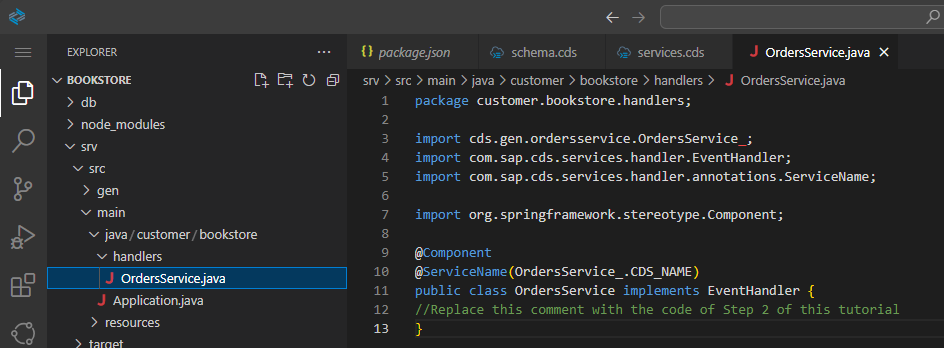 EXPLORER
BOOKSTORE
db
node_modules
srv
src
gen
main
java/customer/bookstore
handlers
OrdersService.java
Application.java
resources
target
{} package.json
schema.cds
services.cds
J OrdersService.java
srv > src > main > java > customer > bookstore > handlers > J OrdersService.java
1 package customer.bookstore.handlers;
2
3 import cds.gen.ordersservice.OrdersService_;
4 import com.sap.cds.services.handler.EventHandler;
5 import com.sap.cds.services.handler.annotations.ServiceName;
6
7 import org.springframework.stereotype.Component;
8
9 @Component
10 @ServiceName(OrdersService_.CDS_NAME)
11 public class OrdersService implements EventHandler {
12 //Replace this comment with the code of Step 2 of this tutorial
13 }